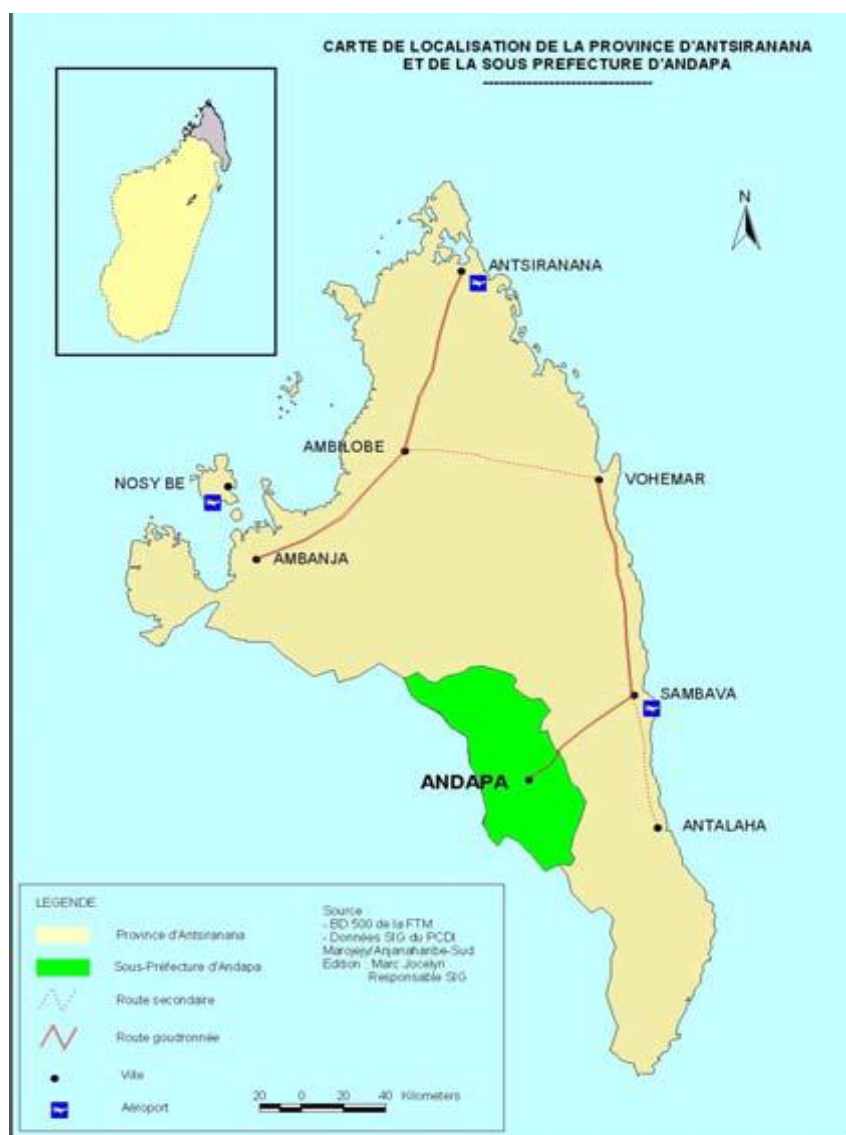 CARTE DE LOCALISATION DE LA PROVINCE D'ANTSIRANANA
ET DE LA SOUS PREFECTURE D'ANDAPA
N
ANTSIRANANA
AMBILOBE
NOSY BE
VOHEMAR
AMBANJA
SAMBAVA
ANDAPA
ANTALAHA
LEGENDE
Province d'Antsiranana
Sous-Préfecture d'Andapa
Route secondaire
Route goudronnée
Ville
Aéroport
Source :
- BD 500 de la FTM
- Données SIG du PCDI
Marojejy/Anjanaharibe-Sud
Edition : Marc Jocelyn
Responsable SIG
20 0 20 40 Kilometers